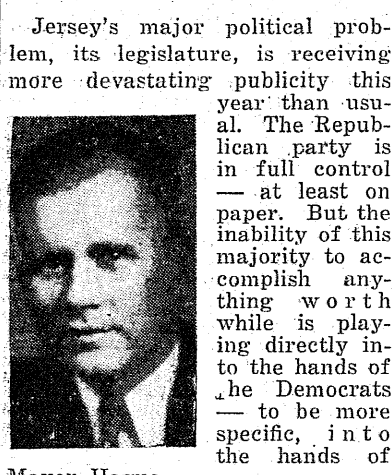 Jersey's major political prob-
lem, its legislature, is receiving
more devastating publicity this
year than usu-
al. The Repub-
lican party is
in full control
— at least on
paper. But the
inability of this
majority to ac-
complish any-
thing worth
while is play-
ing directly in-
to the hands of
he Democrats
— to be more
specific, into
the hands of